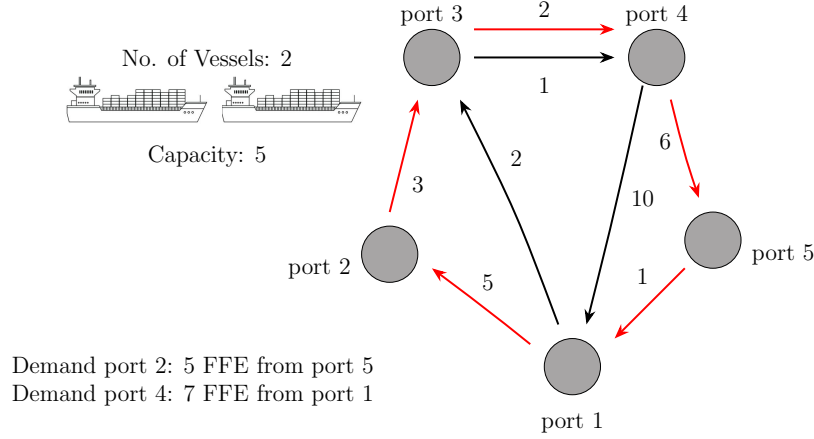 port 3
2
port 4
No. of Vessels: 2
1
6
Capacity: 5
2
3
10
port 2
port 5
5
1
Demand port 2: 5 FFE from port 5
Demand port 4: 7 FFE from port 1
port 1